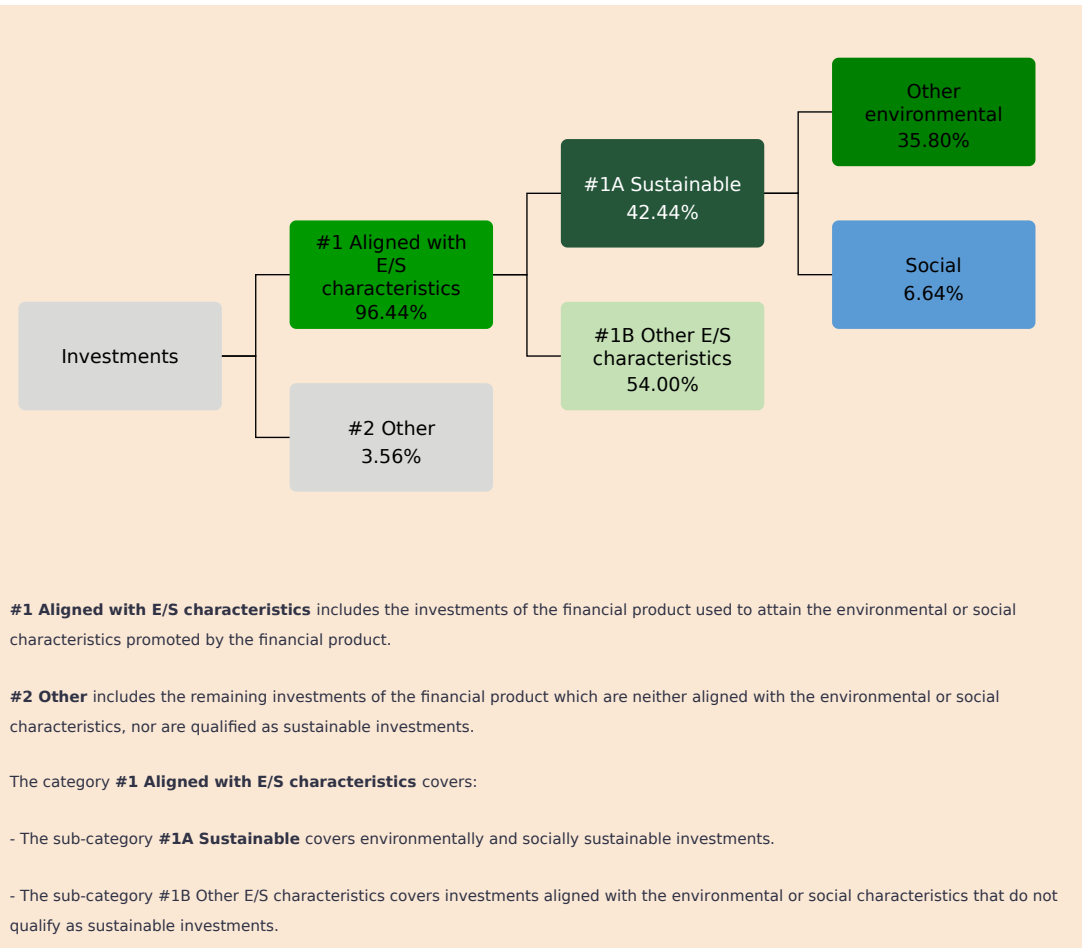 Other
environmental
35.80%
#1A Sustainable
42.44%
#1 Aligned with
E/S
characteristics
96.44%
Social
6.64%
Investments
#1B Other E/S
characteristics
54.00%
#2 Other
3.56%
#1 Aligned with E/S characteristics includes the investments of the financial product used to attain the environmental or social
characteristics promoted by the financial product.
#2 Other includes the remaining investments of the financial product which are neither aligned with the environmental or social
characteristics, nor are qualified as sustainable investments.
The category #1 Aligned with E/S characteristics covers:
- The sub-category #1A Sustainable covers environmentally and socially sustainable investments.
- The sub-category #1B Other E/S characteristics covers investments aligned with the environmental or social characteristics that do not
qualify as sustainable investments.